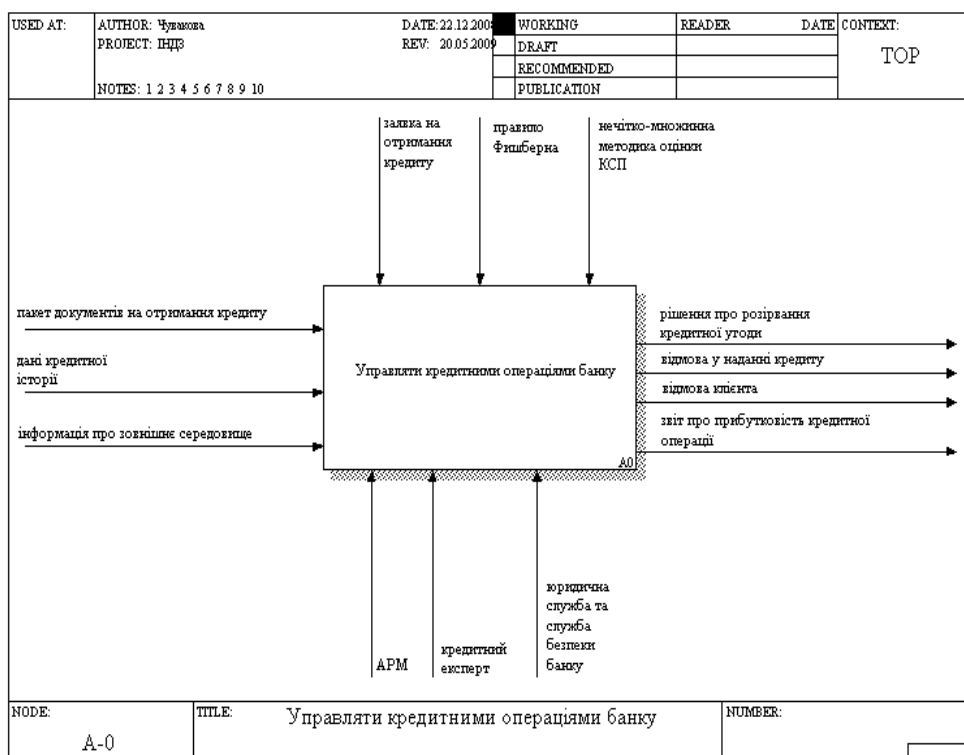 USED AT:
AUTHOR: Чувакова
DATE: 22.12.2008
WORKING
READER
DATE
CONTEXT:
PROJECT: ІНДЗ
REV: 20.05.2009
DRAFT
TOP
RECOMMENDED
NOTES: 1 2 3 4 5 6 7 8 9 10
PUBLICATION
заявка на
отримання
кредиту
правило
Фишберна
нечітко-множинна
методика оцінки
КСП
пакет документів на отримання кредиту
дані кредитної
історії
інформація про зовнішнє середовище
Управляти кредитними операціями банку
A0
рішення про розірвання
кредитної угоди
відмова у наданні кредиту
відмова клієнта
звіт про прибутковість кредитної
операції
АРМ
кредитний
експерт
юридична
служба та
служба
безпеки
банку
NODE:
TITLE:
Управляти кредитними операціями банку
NUMBER:
A-0